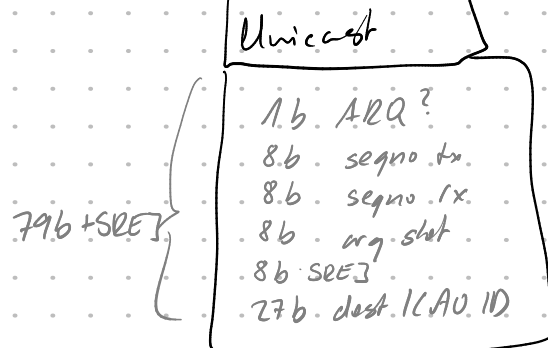 Unicast
1b ARQ?
8b seqno tx
8b seqno rx
8b arq
8b SREJ
79b + SREJ
27b dest ICAO ID